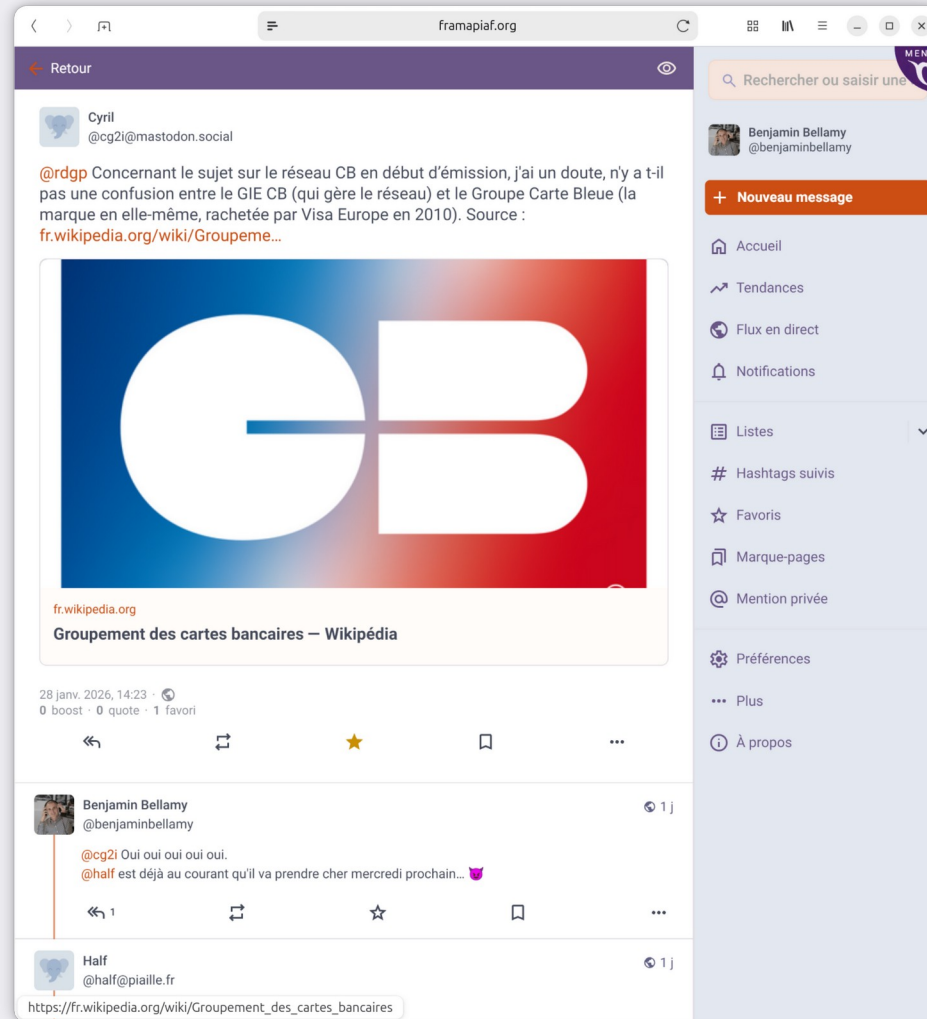 framapiaf.org
Retour
Cyril
@cg2i@mastodon.social
@rdgp Concernant le sujet sur le réseau CB en début d'émission, j'ai un doute, n'y a t-il
pas une confusion entre le GIE CB (qui gère le réseau) et le Groupe Carte Bleue (la
marque en elle-même, rachetée par Visa Europe en 2010). Source :
fr.wikipedia.org/wiki/Groupeme…
CB
fr.wikipedia.org
Groupement des cartes bancaires — Wikipédia
28 janv. 2026, 14:23 ·
0 boost · 0 quote · 1 favori
Benjamin Bellamy
@benjaminbellamy
1 j
@cg2i Oui oui oui oui oui.
@half est déjà au courant qu'il va prendre cher mercredi prochain… 😈
1
Half
@half@piaille.fr
1 j
https://fr.wikipedia.org/wiki/Groupement_des_cartes_bancaires
MEN
Rechercher ou saisir une
Benjamin Bellamy
@benjaminbellamy
+ Nouveau message
Accueil
Tendances
Flux en direct
Notifications
Listes
# Hashtags suivis
Favoris
Marque-pages
@ Mention privée
Préférences
Plus
À propos